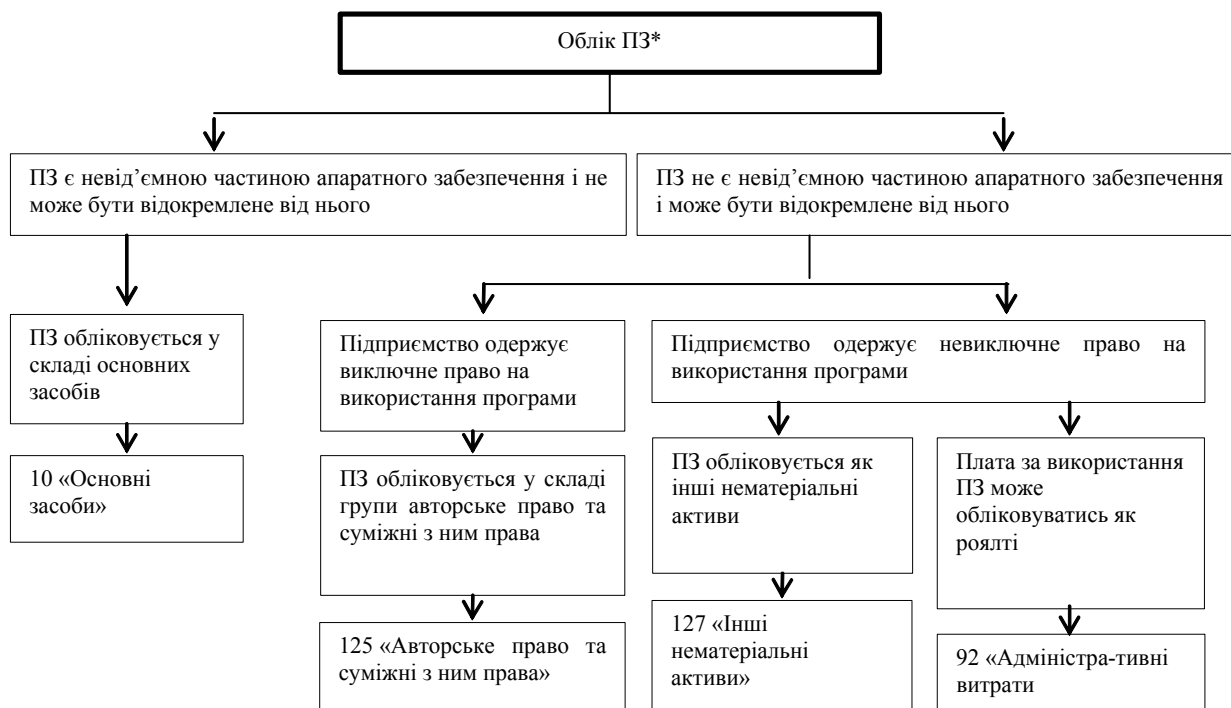 Облік ПЗ*
ПЗ є невід’ємною частиною апаратного забезпечення і не
може бути відокремлене від нього
ПЗ не є невід’ємною частиною апаратного забезпечення
і може бути відокремлене від нього
ПЗ обліковується у
складі основних
засобів
Підприємство одержує
виключне право на
використання програми
Підприємство одержує невиключне право на
використання програми
10 «Основні
засоби»
ПЗ обліковується у складі
групи авторське право та
суміжні з ним права
ПЗ обліковується як
інші нематеріальні
активи
Плата за використання
ПЗ може
обліковуватись як
роялті
125 «Авторське право та
суміжні з ним права»
127 «Інші
нематеріальні
активи»
92 «Адміністра-тивні
витрати